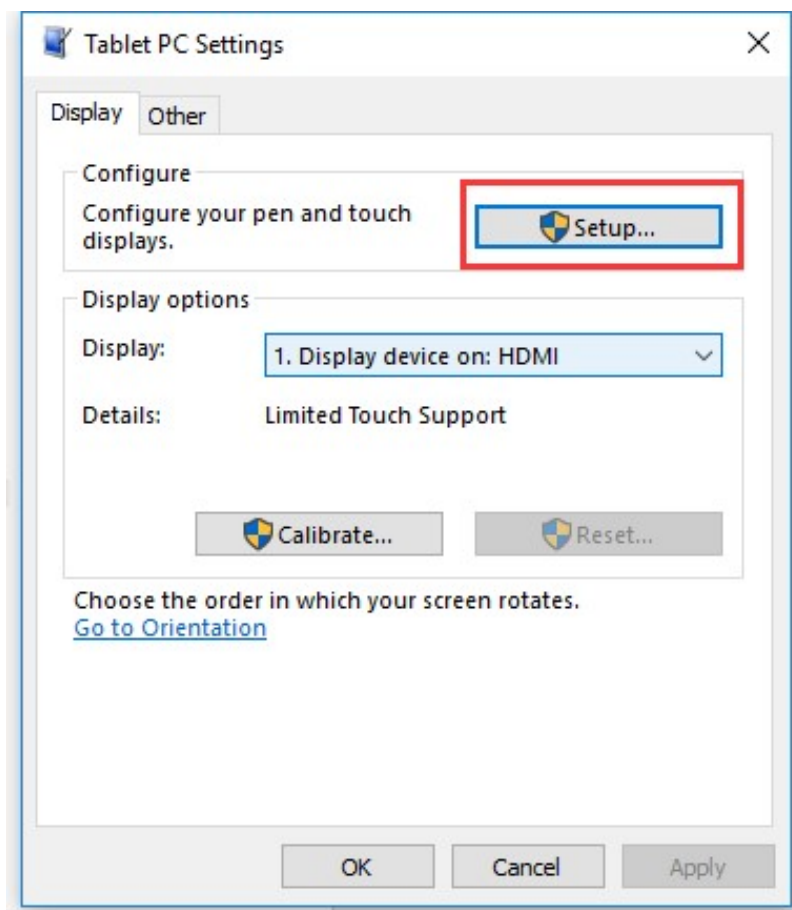 Tablet PC Settings
Display
Other
Configure
Configure your pen and touch
displays.
Setup...
Display options
Display:
1. Display device on: HDMI
Details:
Limited Touch Support
Calibrate...
Reset...
Choose the order in which your screen rotates.
Go to Orientation
OK
Cancel
Apply